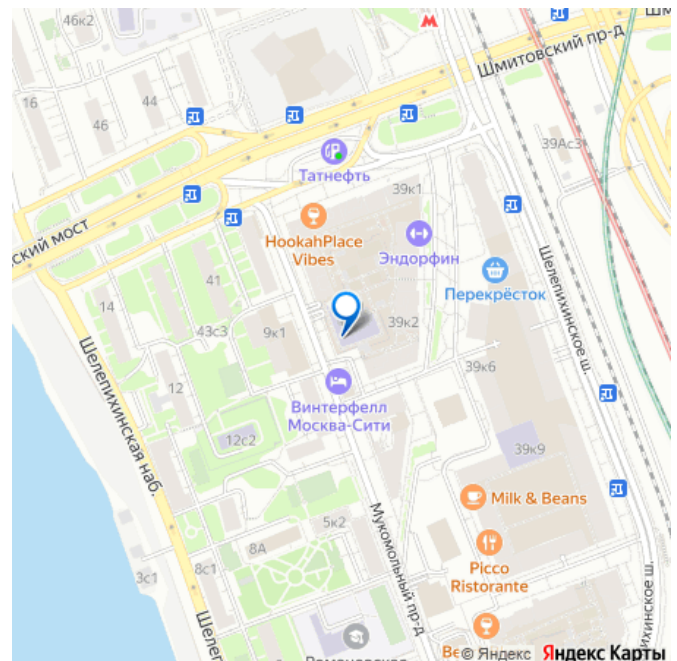 46к2
М
Шмитовский пр-д
16
44
46
39Ас3
Татнефть
39к1
HookahPlace
Vibes
Эндорфин
ский мост
Перекрёсток
41
14
43с3
9к1
39к2
Шелепихинское ш.
39к6
12
Винтерфелл
Москва-Сити
Шелепихинская наб.
12с2
39к9
Milk & Beans
Мукомольный пр-д
5к2
8А
Picco
Ristorante
3с1
8с1
ихинское ш.
© Яндекс Яндекс Карты